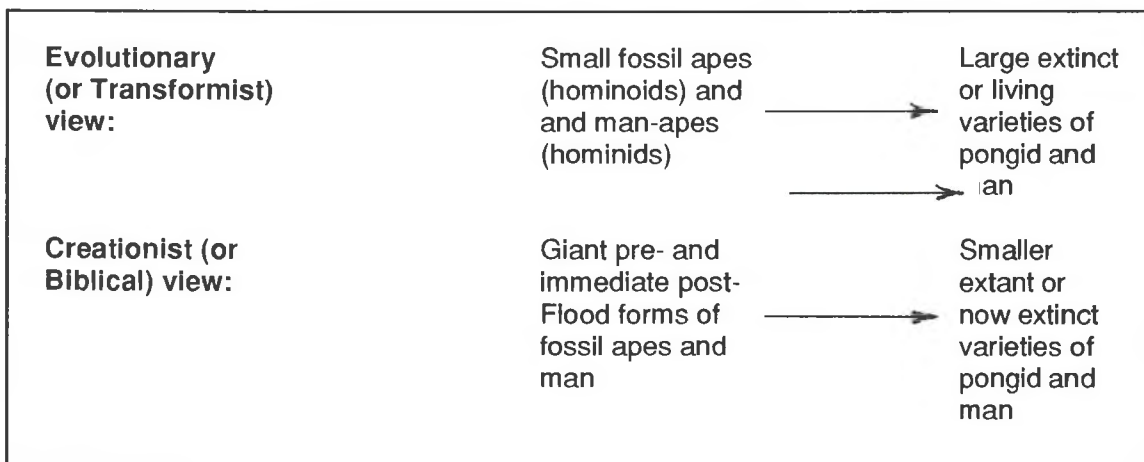 Evolutionary
(or Transformist)
view:
Small fossil apes
(hominoids) and
and man-apes
(hominids)
Large extinct
or living
varieties of
pongid and
an
Creationist (or
Biblical) view:
Giant pre- and
immediate post-
Flood forms of
fossil apes and
man
Smaller
extant or
now extinct
varieties of
pongid and
man